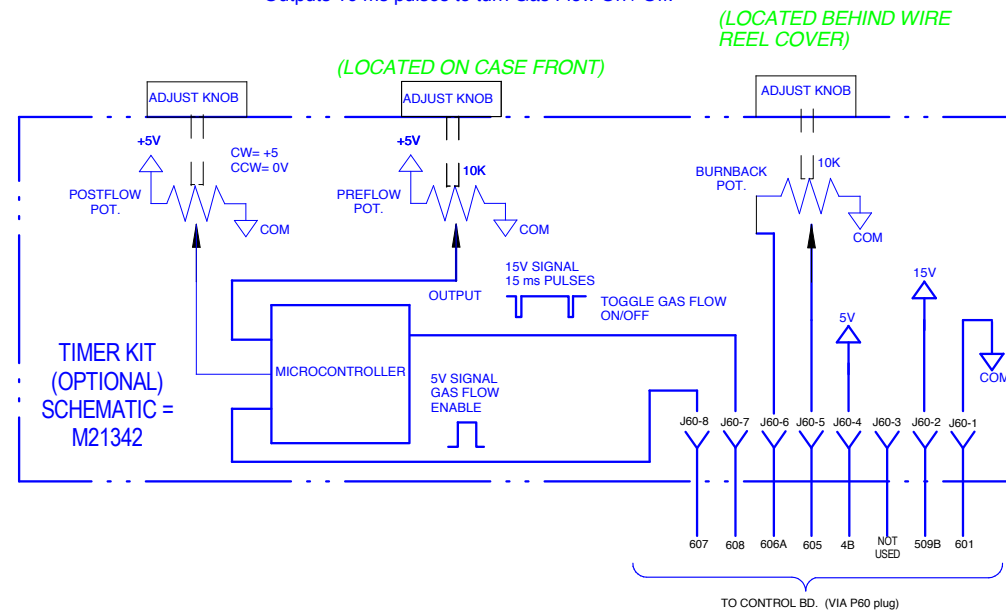 (LOCATED BEHIND WIRE
REEL COVER)
(LOCATED ON CASE FRONT)
ADJUST KNOB
ADJUST KNOB
ADJUST KNOB
+5V
CW= +5
CCW= 0V
POSTFLOW
POT.
COM
+5V
10K
PREFLOW
POT.
COM
10K
BURNBACK
POT.
COM
OUTPUT
15V SIGNAL
15 ms PULSES
TOGGLE GAS FLOW
ON/OFF
15V
5V
COM
TIMER KIT
(OPTIONAL)
SCHEMATIC =
M21342
MICROCONTROLLER
5V SIGNAL
GAS FLOW
ENABLE
J60-8
J60-7
J60-6
J60-5
J60-4
J60-3
J60-2
J60-1
607
608
606A
605
4B
NOT
USED
509B
601
TO CONTROL BD. (VIA P60 plug)